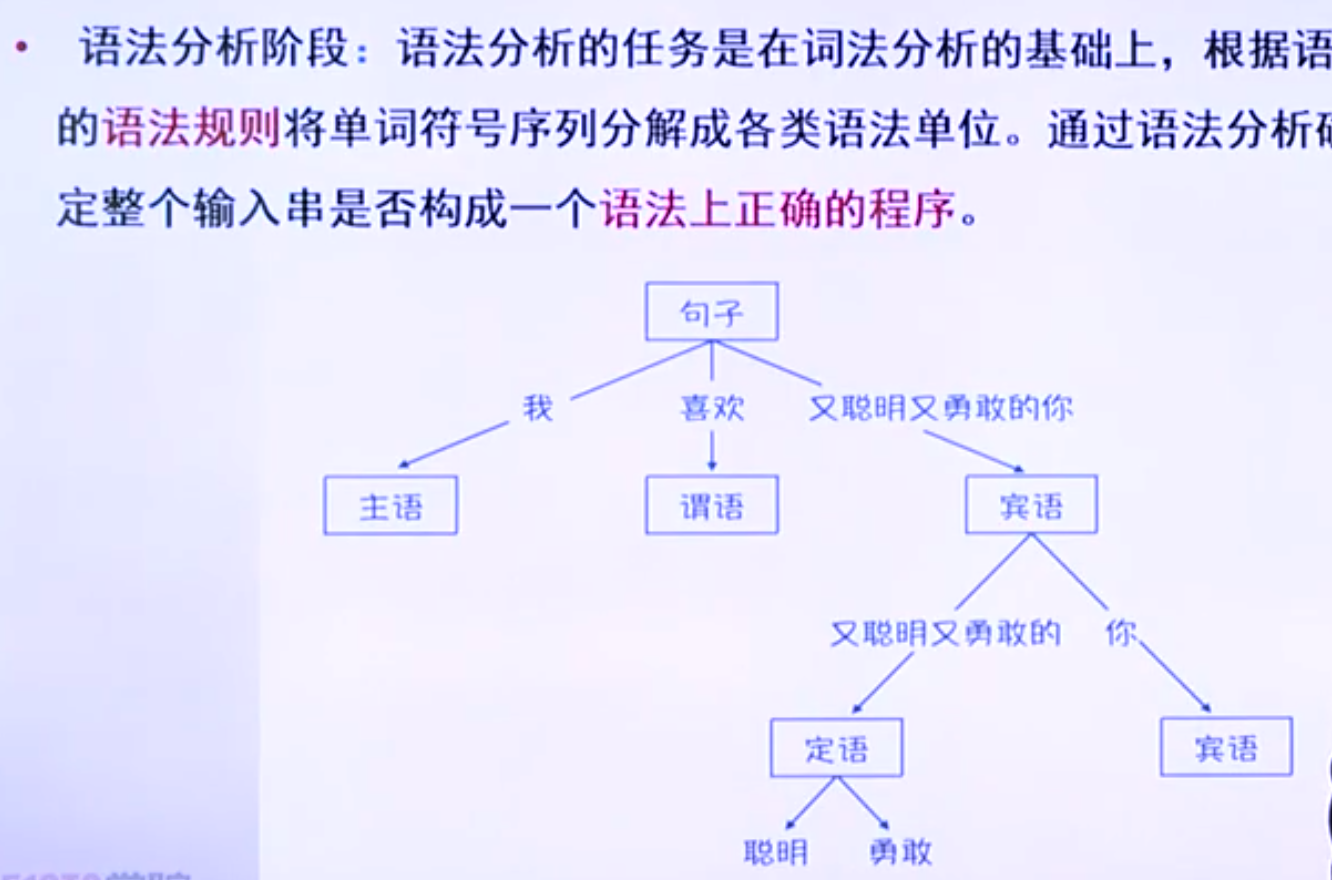 • 语法分析阶段：语法分析的任务是在词法分析的基础上，根据语
的语法规则将单词符号序列分解成各类语法单位。通过语法分析确
定整个输入串是否构成一个语法上正确的程序。
句子
我 喜欢 又聪明又勇敢的你
主语 谓语 宾语
又聪明又勇敢的 你
定语 宾语
聪明 勇敢